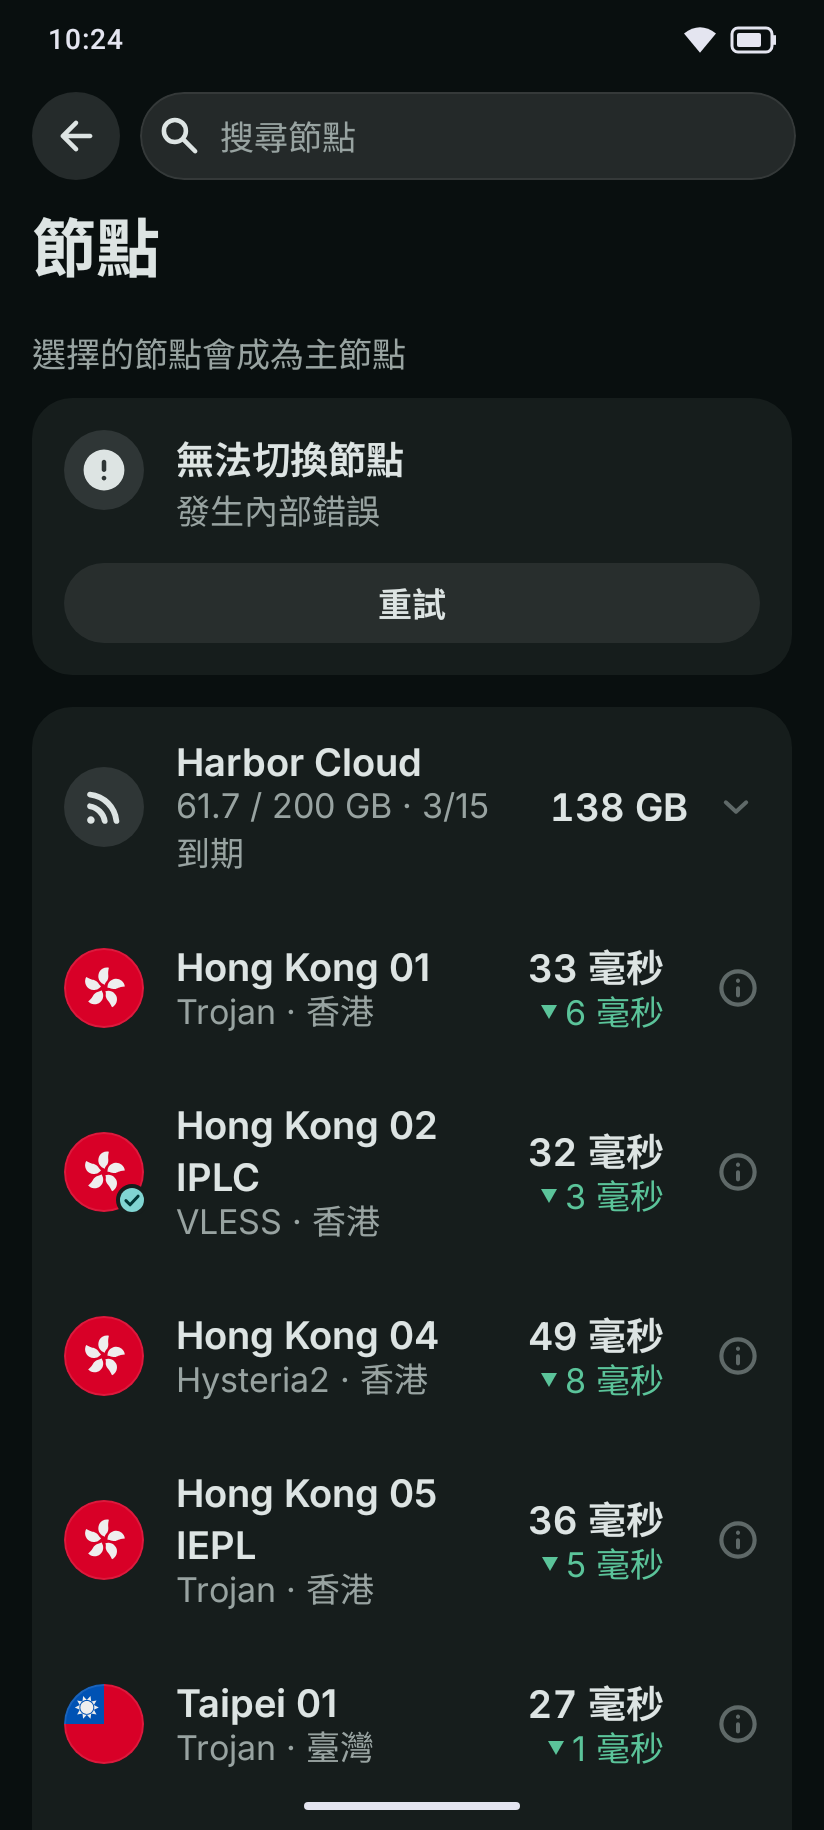 10:24
搜尋節點
節點
選擇的節點會成為主節點
無法切換節點
發生內部錯誤
重試
Harbor Cloud
61.7 / 200 GB · 3/15
到期
138 GB
Hong Kong 01
Trojan · 香港
33 毫秒
▼6 毫秒
Hong Kong 02
IPLC
VLESS · 香港
32 毫秒
▼3 毫秒
Hong Kong 04
Hysteria2 · 香港
49 毫秒
▼8 毫秒
Hong Kong 05
IEPL
Trojan · 香港
36 毫秒
▼5 毫秒
Taipei 01
Trojan · 臺灣
27 毫秒
▼1 毫秒